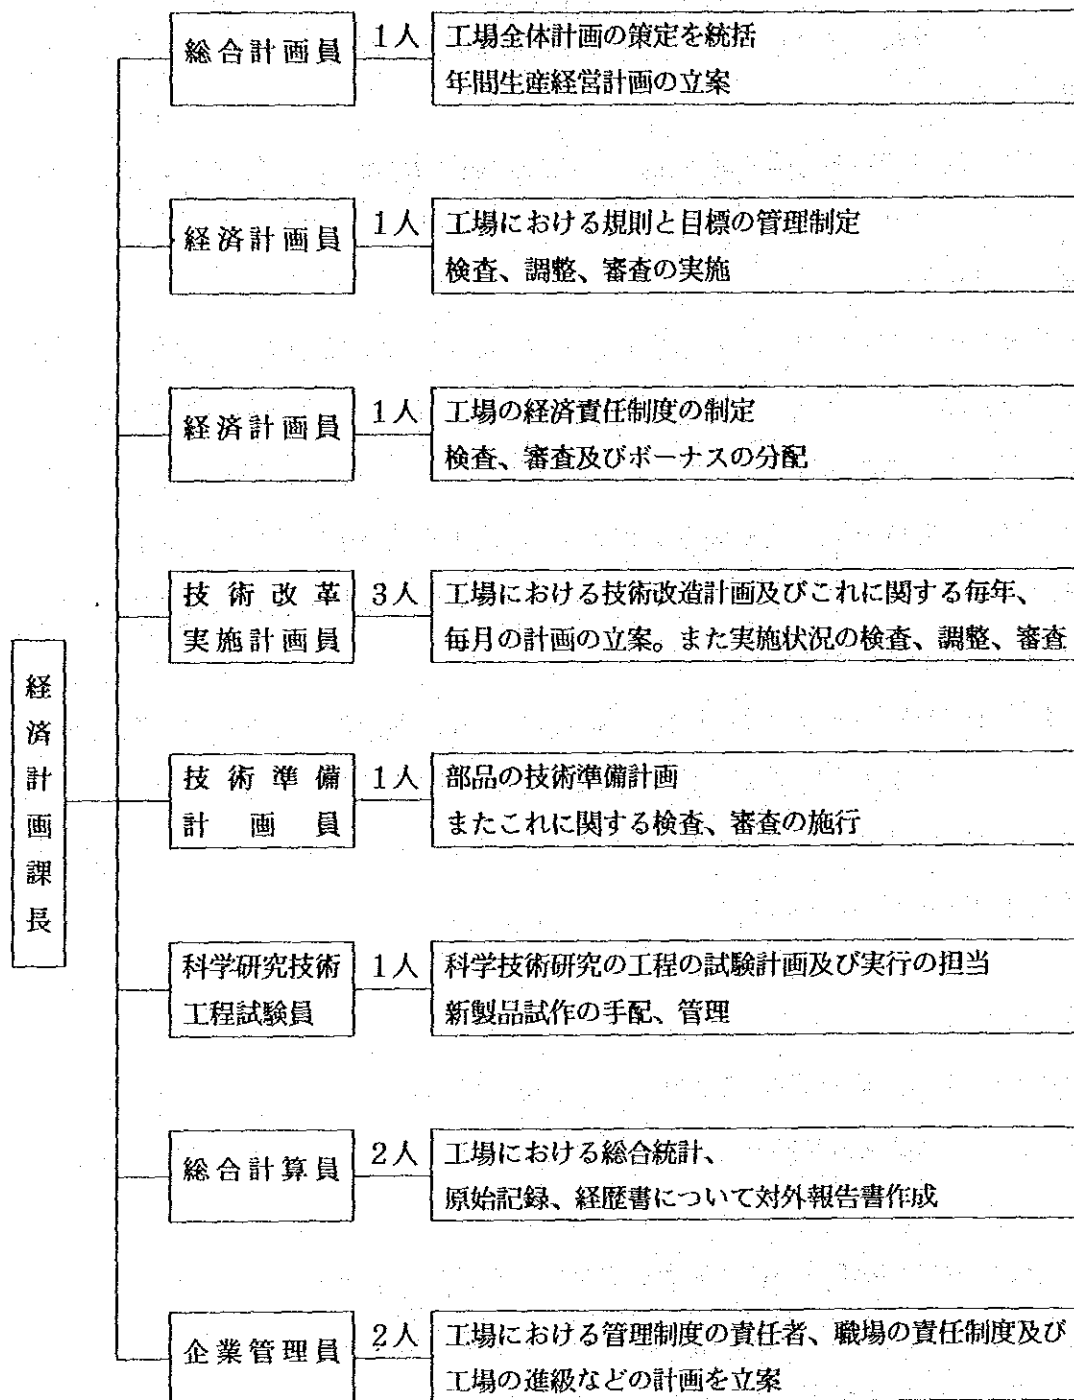 総合計画員 1人 工場全体計画の策定を統括
年間生産経営計画の立案
経済計画員 1人 工場における規則と目標の管理制定
検査、調整、審査の実施
経済計画員 1人 工場の経済責任制度の制定
検査、審査及びボーナスの分配
技術改革 3人 工場における技術改造計画及びこれに関する毎年、
実施計画員 毎月の計画の立案。また実施状況の検査、調整、審査
経済計画課長
技術準備 1人 部品の技術準備計画
計画員 またこれに関する検査、審査の施行
科学研究技術 1人 科学技術研究の工程の試験計画及び実行の担当
工程試験員 新製品試作の手配、管理
総合計算員 2人 工場における総合統計、
原始記録、経歴書について対外報告書作成
企業管理員 2人 工場における管理制度の責任者、職場の責任制度及び
工場の進級などの計画を立案